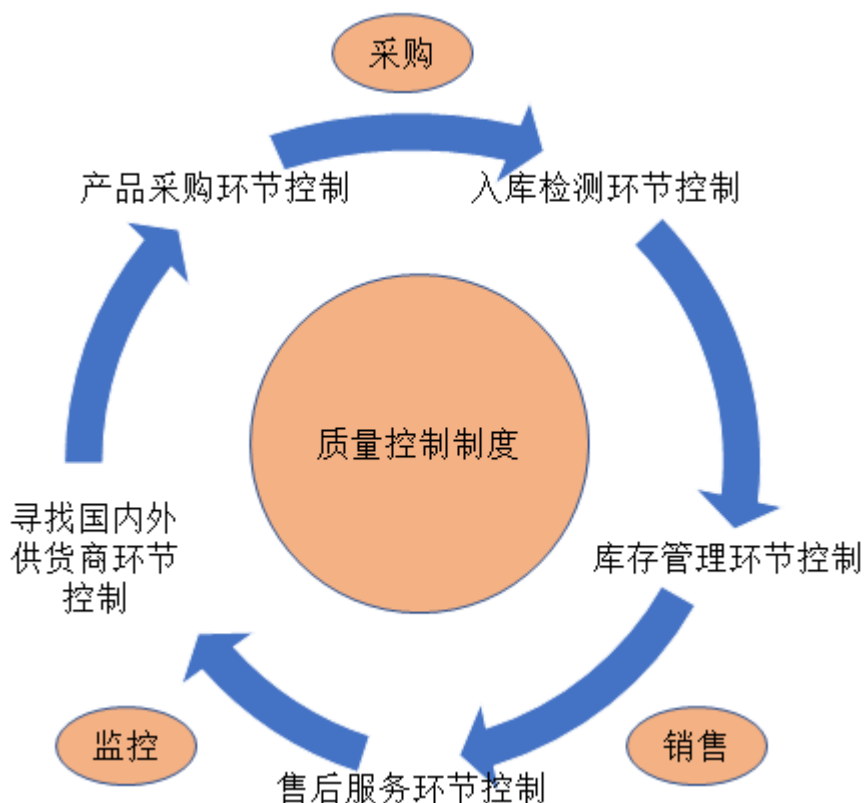 采购
产品采购环节控制
入库检测环节控制
质量控制制度
寻找国内外
供货商环节
控制
库存管理环节控制
监控
销售
售后服务环节控制